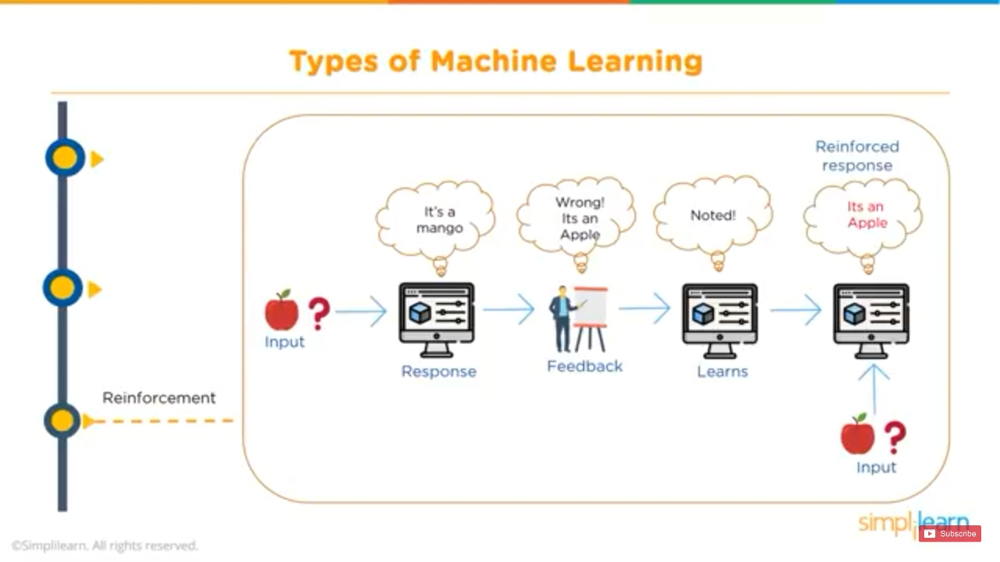 Types of Machine Learning
Reinforced
response
It's a
mango
Wrong!
Its an
Apple
Noted!
Its an
Apple
?
Input
Response
Feedback
Learns
Reinforcement
?
Input
simplilearn
Subscribe
©Simplilearn. All rights reserved.